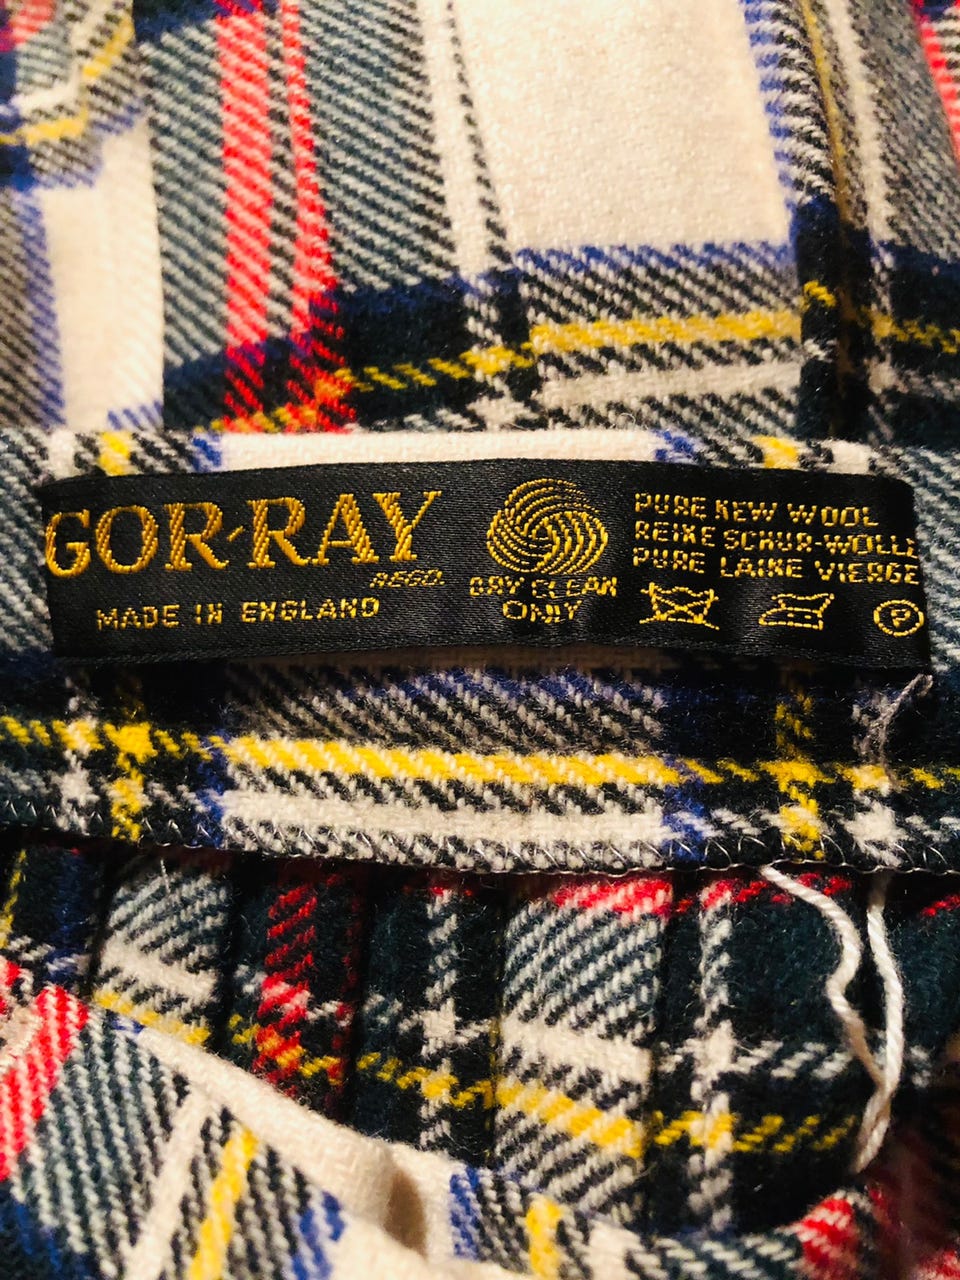 GOR-RAY
REGD.
MADE IN ENGLAND
DRY CLEAN
ONLY
PURE NEW WOOL
REINE SCHUR-WOLLE
PURE LAINE VIERGE
P